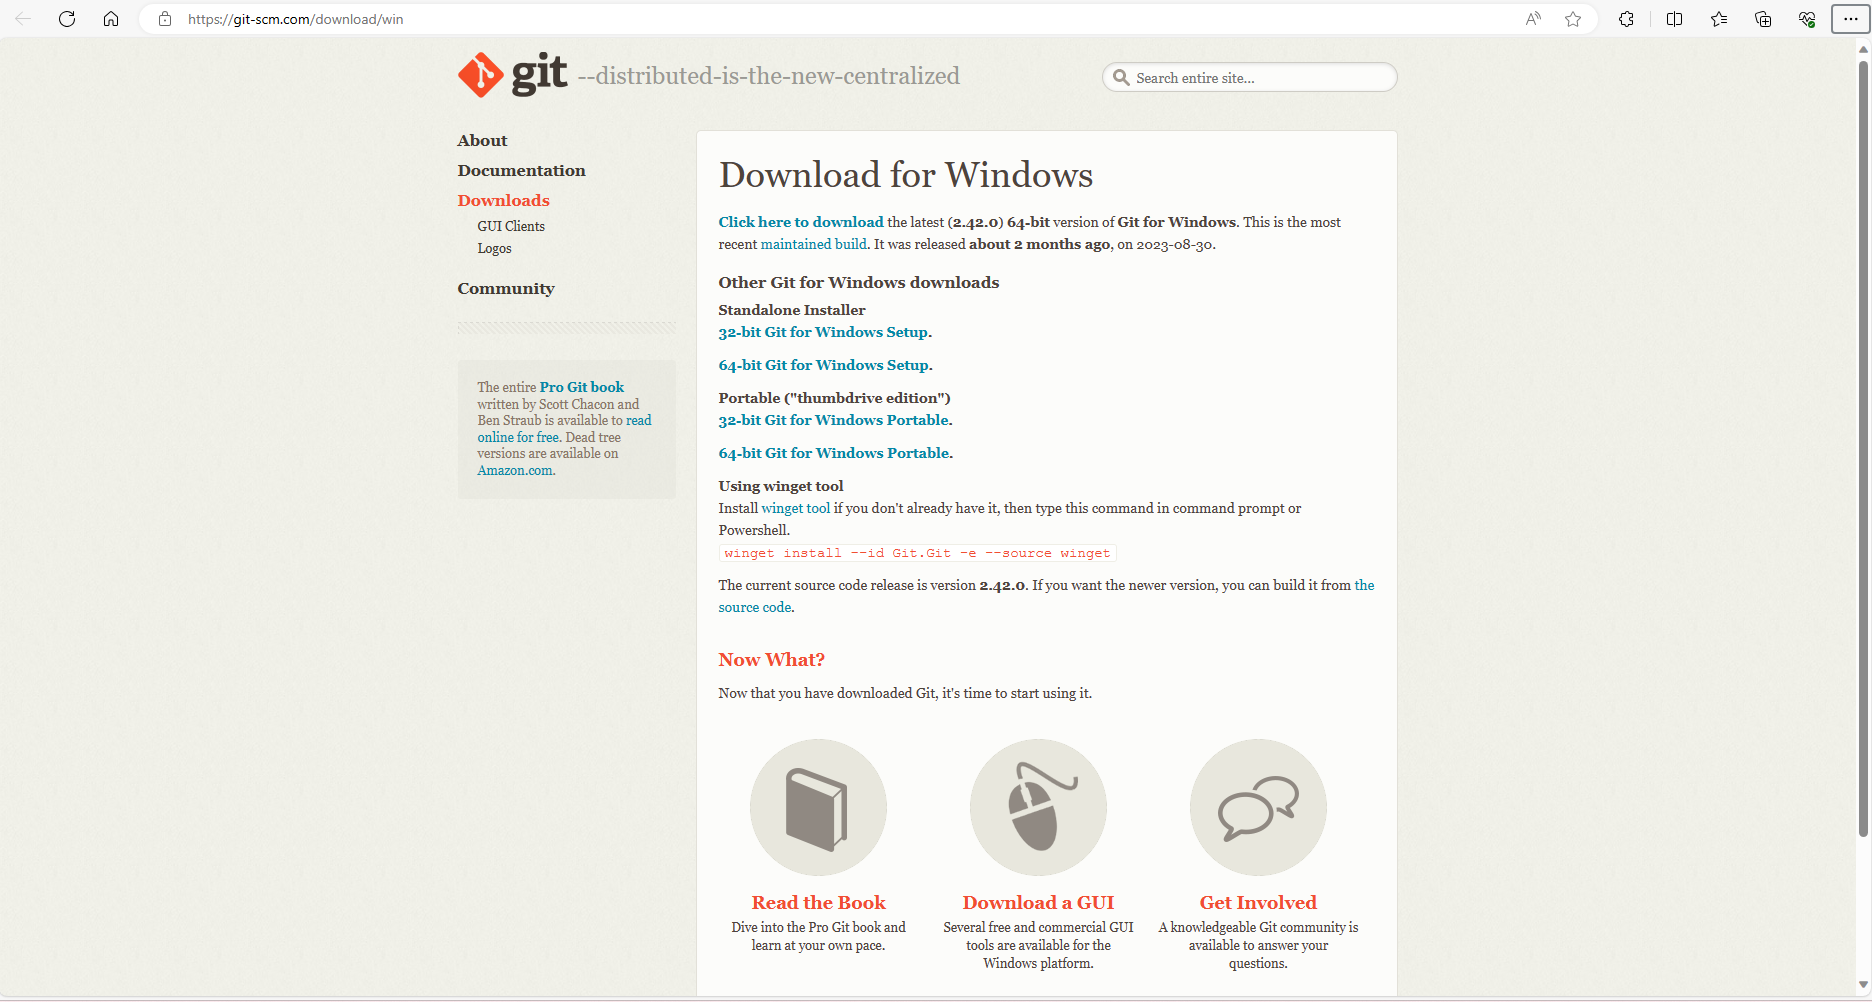 https://git-scm.com/download/win
git --distributed-is-the-new-centralized
Search entire site...
About
Documentation
Downloads
GUI Clients
Logos
Community
The entire Pro Git book
written by Scott Chacon and
Ben Straub is available to read
online for free. Dead tree
versions are available on
Amazon.com.
Download for Windows
Click here to download the latest (2.42.0) 64-bit version of Git for Windows. This is the most
recent maintained build. It was released about 2 months ago, on 2023-08-30.
Other Git for Windows downloads
Standalone Installer
32-bit Git for Windows Setup.
64-bit Git for Windows Setup.
Portable ("thumbdrive edition")
32-bit Git for Windows Portable.
64-bit Git for Windows Portable.
Using winget tool
Install winget tool if you don't already have it, then type this command in command prompt or
Powershell.
winget install --id Git.Git -e --source winget
The current source code release is version 2.42.0. If you want the newer version, you can build it from the
source code.
Now What?
Now that you have downloaded Git, it's time to start using it.
Read the Book
Dive into the Pro Git book and
learn at your own pace.
Download a GUI
Several free and commercial GUI
tools are available for the
Windows platform.
Get Involved
A knowledgeable Git community is
available to answer your
questions.